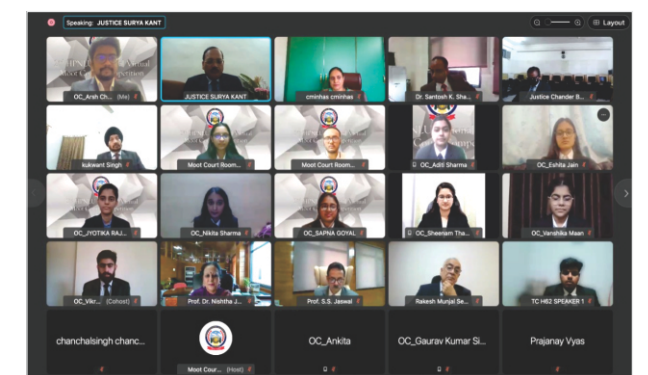 Speaking: JUSTICE SURYA KANT
Layout
OC_Arsh Ch... (Me)
JUSTICE SURYA KANT
cminhas cminhas
Dr. Santosh K. Sha...
Justice Chander B...
sukwant Singh
Moot Court Room...
Moot Court Room...
OC_Aditi Sharma
OC_Eshita Jain
OC_JYOTIKA RAJ...
OC_Nikita Sharma
OC_SAPNA GOYAL
OC_Sheenam Tha...
OC_Vanshika Maan
OC_Vikr... (Cohost)
Prof. Dr. Nishtha J...
Prof. S.S. Jaswal
Rakesh Munjal Se...
TC H62 SPEAKER 1
chanchalsingh chanc...
Moot Cour... (Host)
OC_Ankita
OC_Gaurav Kumar Si...
Prajanay Vyas